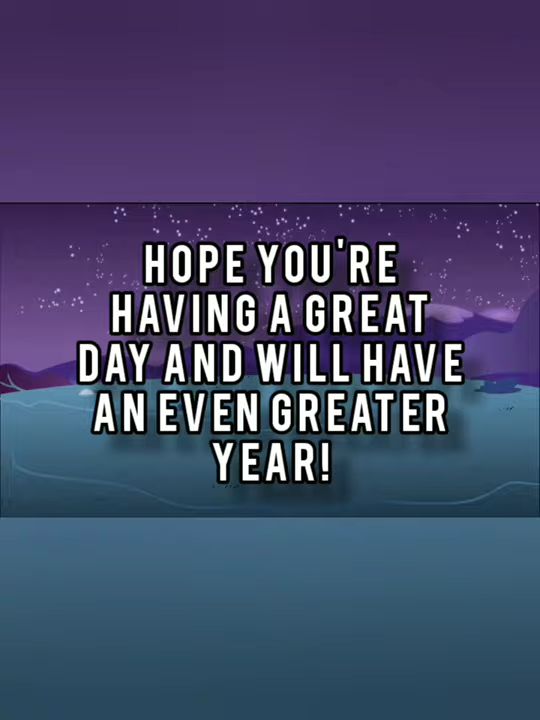 HOPE YOU'RE
HAVING A GREAT
DAY AND WILL HAVE
AN EVEN GREATER
YEAR!